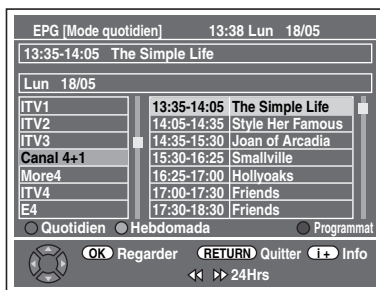 EPG [Mode quotidien] 13:38 Lun 18/05
13:35-14:05 The Simple Life
Lun 18/05
ITV1 13:35-14:05 The Simple Life
ITV2 14:05-14:35 Style Her Famous
ITV3 14:35-15:30 Joan of Arcadia
Canal 4+1 15:30-16:25 Smallville
More4 16:25-17:00 Hollyoaks
ITV4 17:00-17:30 Friends
E4 17:30-18:30 Friends
Quotidien Hebdomada Programmat
OK Regarder RETURN Quitter i+ Info
24Hrs